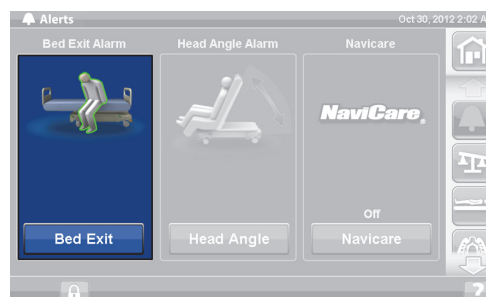 Alerts
Oct 30, 2012 2:02 A
Bed Exit Alarm
Head Angle Alarm
Navicare
NaviCare®
Off
Bed Exit
Head Angle
Navicare
?